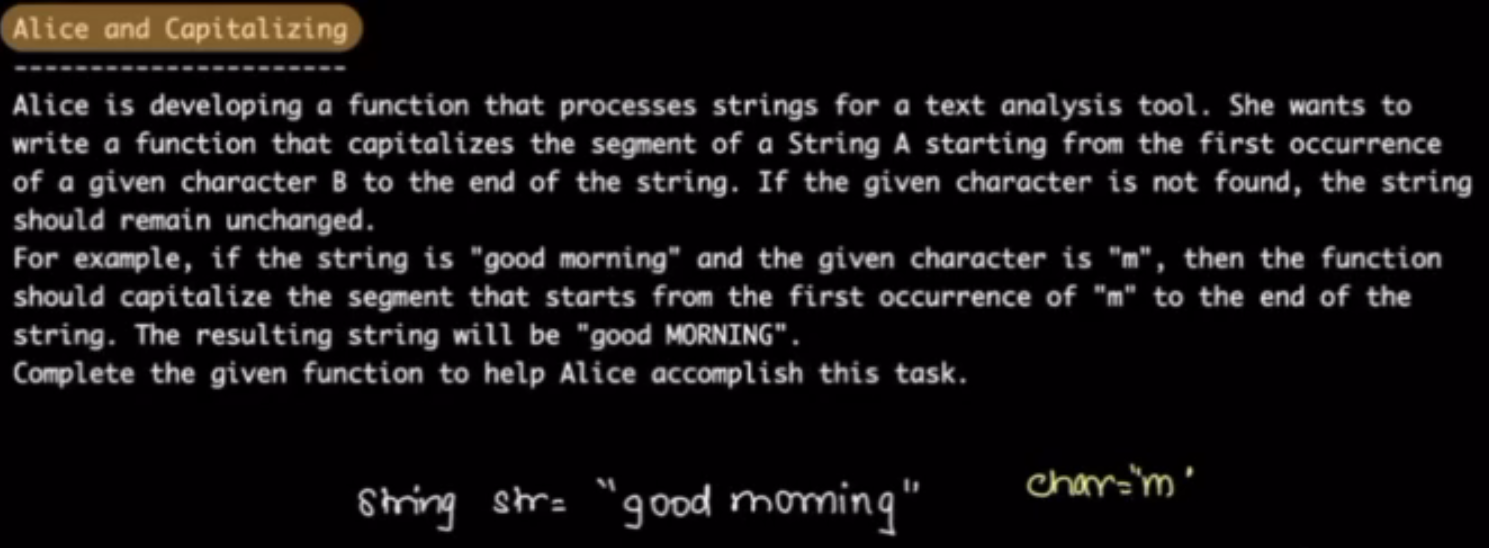 Alice and Capitalizing
----------------------
Alice is developing a function that processes strings for a text analysis tool. She wants to
write a function that capitalizes the segment of a String A starting from the first occurrence
of a given character B to the end of the string. If the given character is not found, the string
should remain unchanged.
For example, if the string is "good morning" and the given character is "m", then the function
should capitalize the segment that starts from the first occurrence of "m" to the end of the
string. The resulting string will be "good MORNING".
Complete the given function to help Alice accomplish this task.
String str= "good morning" char="m'